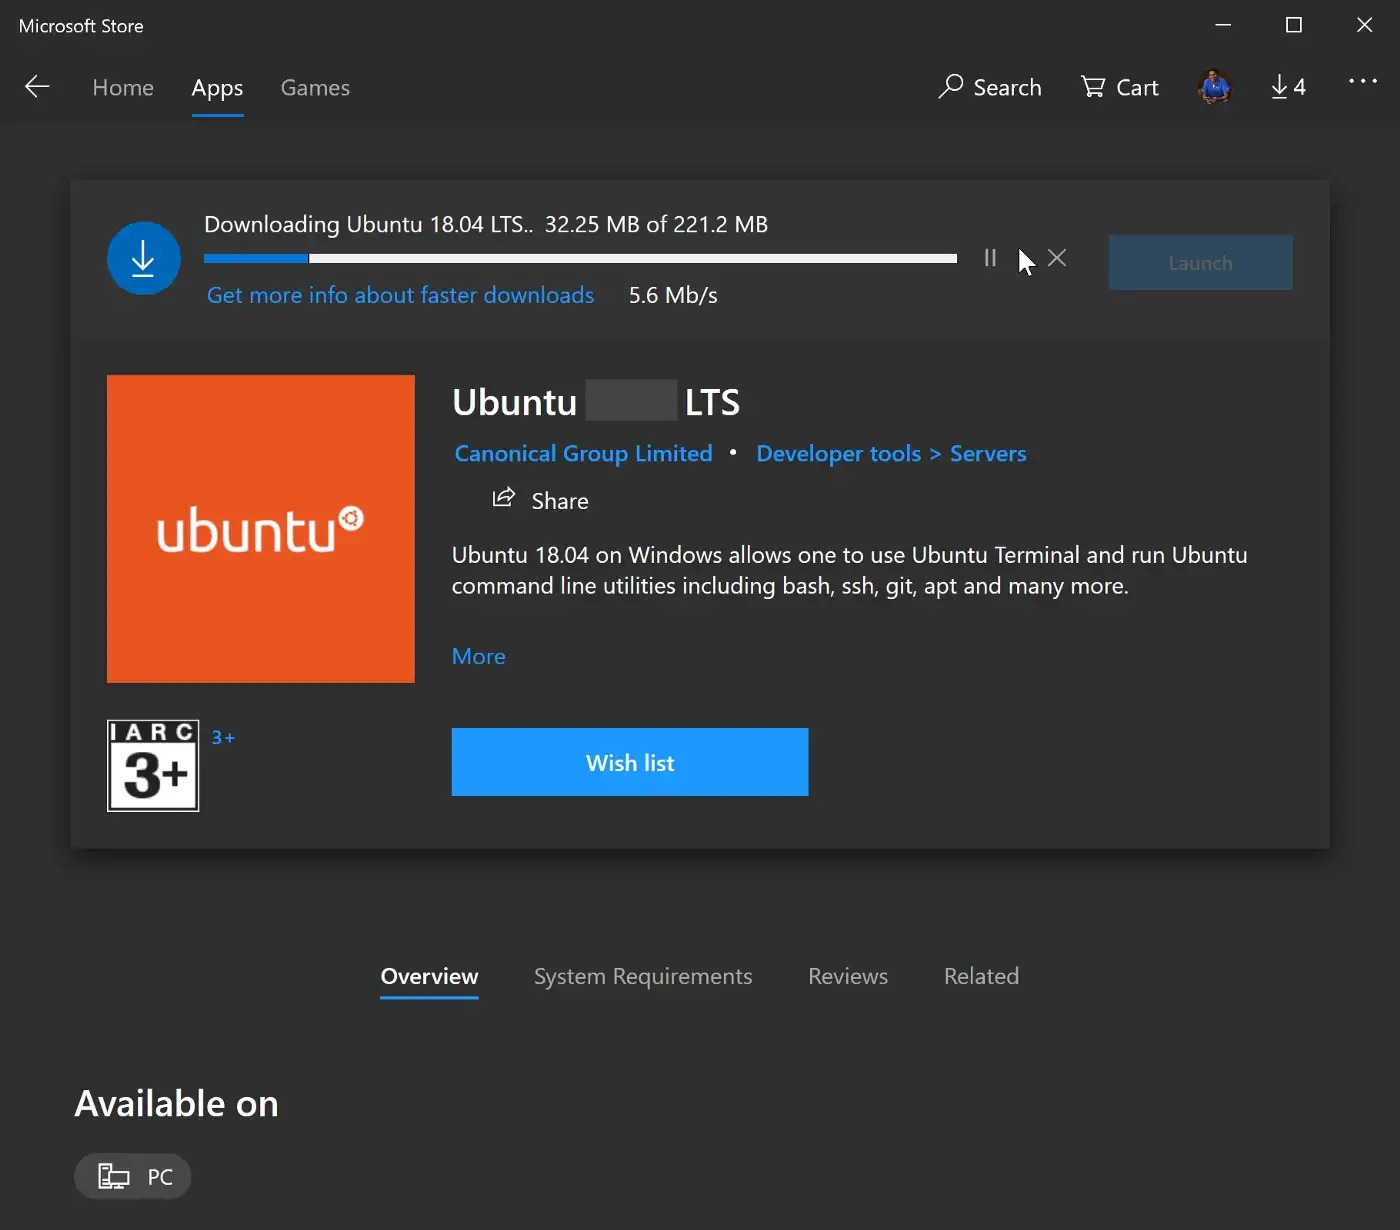 Microsoft Store
Home Apps Games Search Cart 4
Downloading Ubuntu 18.04 LTS.. 32.25 MB of 221.2 MB
Launch
Get more info about faster downloads 5.6 Mb/s
ubuntu
Ubuntu LTS
Canonical Group Limited • Developer tools > Servers
Share
Ubuntu 18.04 on Windows allows one to use Ubuntu Terminal and run Ubuntu
command line utilities including bash, ssh, git, apt and many more.
More
IARC
3+
3+
Wish list
Overview System Requirements Reviews Related
Available on
PC